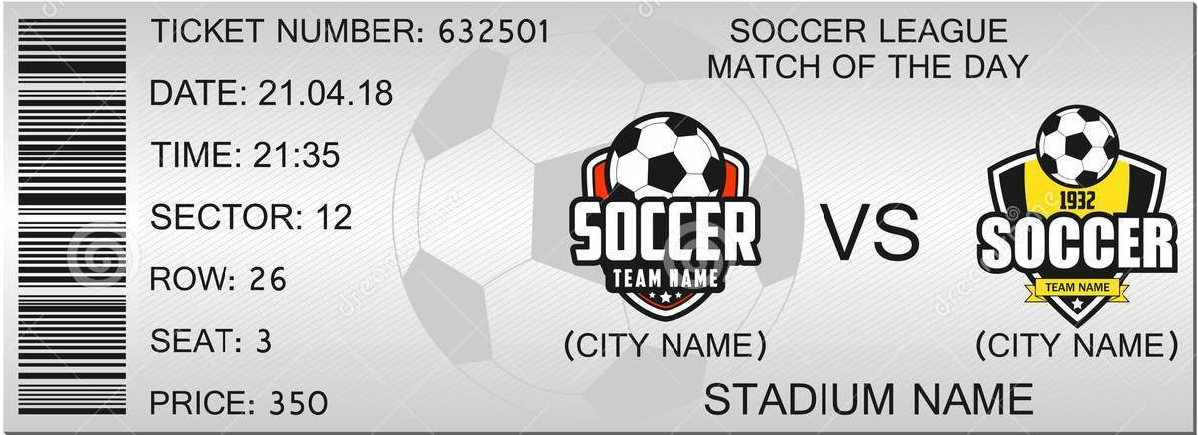 TICKET NUMBER: 632501
DATE: 21.04.18
TIME: 21:35
SECTOR: 12
ROW: 26
SEAT: 3
PRICE: 350
SOCCER LEAGUE
MATCH OF THE DAY
SOCCER
TEAM NAME
(CITY NAME)
VS
1932
SOCCER
TEAM NAME
(CITY NAME)
STADIUM NAME